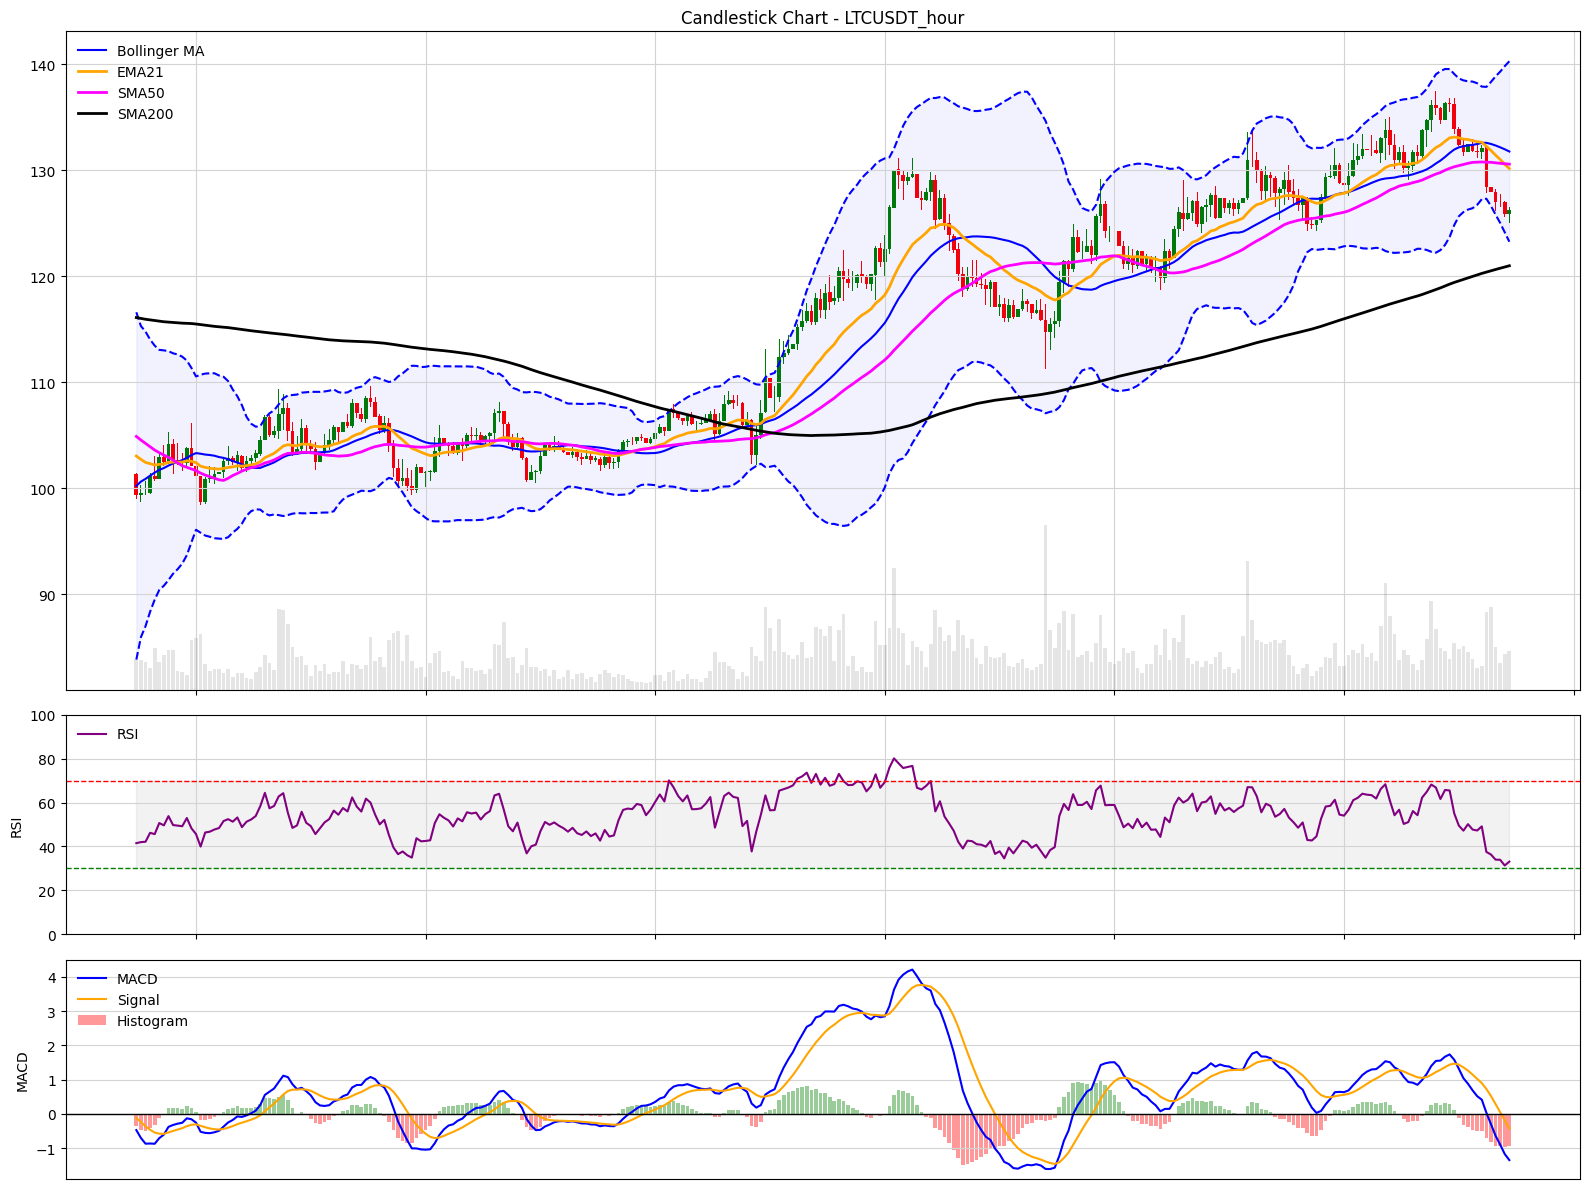 Candlestick Chart - LTCUSDT_hour
Bollinger MA
EMA21
SMA50
SMA200
140
130
120
110
100
90
RSI
100
80
60
40
20
0
RSI
MACD
Signal
Histogram
4
3
2
1
0
−1
MACD